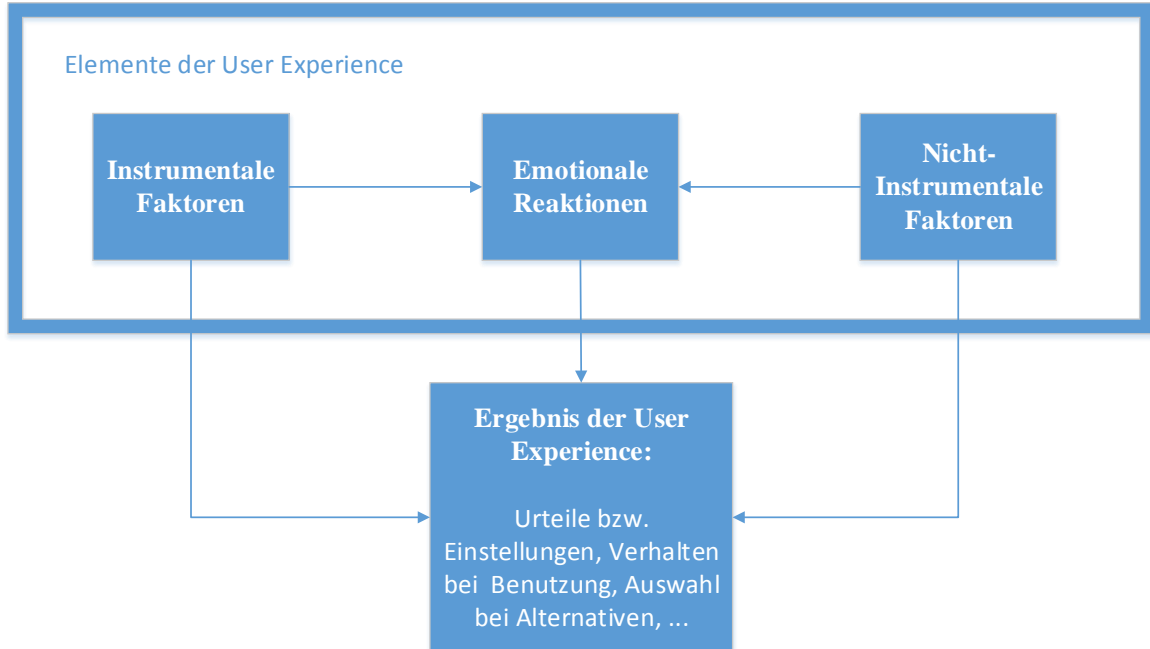 Elemente der User Experience
Instrumentale
Faktoren
Emotionale
Reaktionen
Nicht-
Instrumentale
Faktoren
Ergebnis der User
Experience:
Urteile bzw.
Einstellungen, Verhalten
bei Benutzung, Auswahl
bei Alternativen, ...